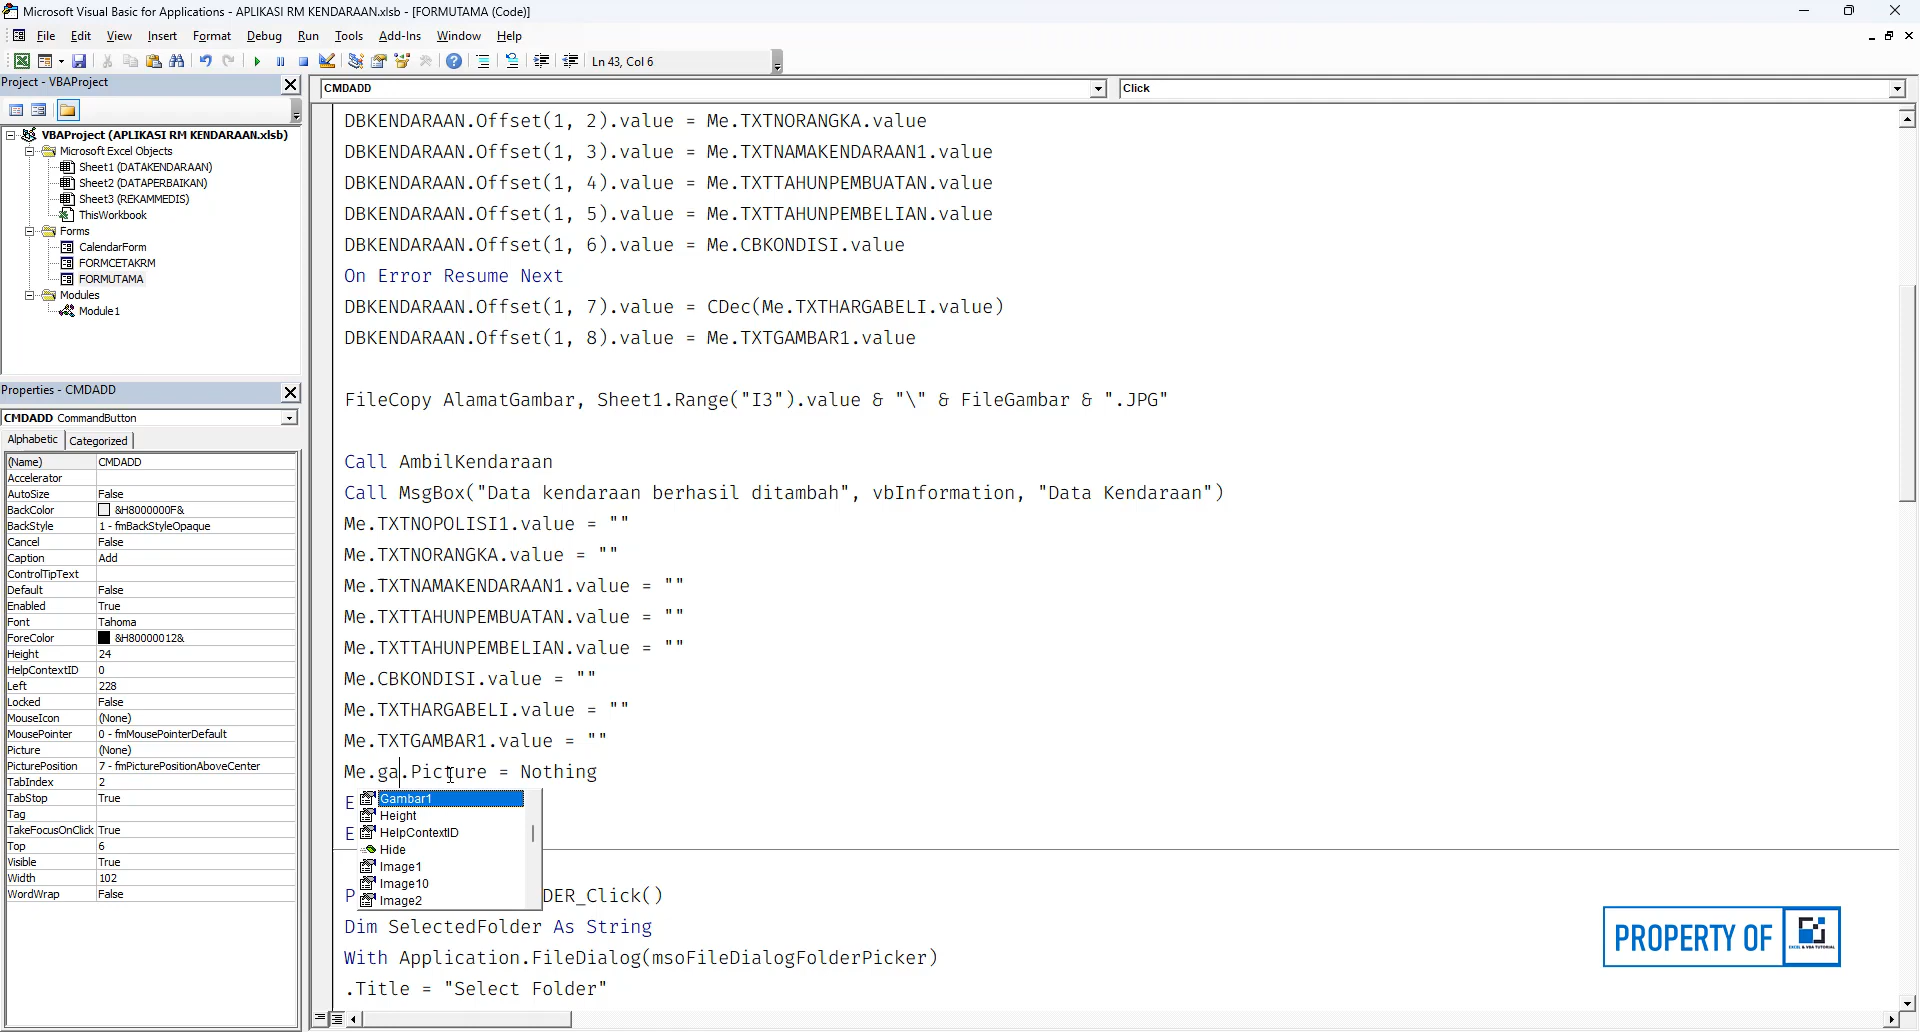 Microsoft Visual Basic for Applications - APLIKASI RM KENDARAAN.xlsb - [FORMUTAMA (Code)]
File Edit View Insert Format Debug Run Tools Add-Ins Window Help
Ln 43, Col 6
Project - VBAProject
VBAProject (APLIKASI RM KENDARAAN.xlsb)
Microsoft Excel Objects
Sheet1 (DATAKENDARAAN)
Sheet2 (DATAPERBAIKAN)
Sheet3 (REKAMMEDIS)
ThisWorkbook
Forms
CalendarForm
FORMCETAKRM
FORMUTAMA
Modules
Module1
Properties - CMDADD
CMDADD CommandButton
Alphabetic Categorized
(Name) CMDADD
Accelerator
AutoSize False
BackColor &H8000000F&
BackStyle 1 - fmBackStyleOpaque
Cancel False
Caption Add
ControlTipText
Default False
Enabled True
Font Tahoma
ForeColor &H80000012&
Height 24
HelpContextID 0
Left 228
Locked False
MouseIcon (None)
MousePointer 0 - fmMousePointerDefault
Picture (None)
PicturePosition 7 - fmPicturePositionAboveCenter
TabIndex 2
TabStop True
Tag
TakeFocusOnClick True
Top 6
Visible True
Width 102
WordWrap False
CMDADD Click
DBKENDARAAN.Offset(1, 2).value = Me.TXTNORANGKA.value
DBKENDARAAN.Offset(1, 3).value = Me.TXTNAMAKENDARAAN1.value
DBKENDARAAN.Offset(1, 4).value = Me.TXTTAHUNPEMBUATAN.value
DBKENDARAAN.Offset(1, 5).value = Me.TXTTAHUNPEMBELIAN.value
DBKENDARAAN.Offset(1, 6).value = Me.CBKONDISI.value
On Error Resume Next
DBKENDARAAN.Offset(1, 7).value = CDec(Me.TXTHARGABELI.value)
DBKENDARAAN.Offset(1, 8).value = Me.TXTGAMBAR1.value
FileCopy AlamatGambar, Sheet1.Range("I3").value & "\" & FileGambar & ".JPG"
Call AmbilKendaraan
Call MsgBox("Data kendaraan berhasil ditambah", vbInformation, "Data Kendaraan")
Me.TXTNOPOLISI1.value = ""
Me.TXTNORANGKA.value = ""
Me.TXTNAMAKENDARAAN1.value = ""
Me.TXTTAHUNPEMBUATAN.value = ""
Me.TXTTAHUNPEMBELIAN.value = ""
Me.CBKONDISI.value = ""
Me.TXTHARGABELI.value = ""
Me.TXTGAMBAR1.value = ""
Me.ga.Picture = Nothing
E
E
Gambar1
Height
HelpContextID
Hide
Image1
Image10
Image2
P DER_Click()
Dim SelectedFolder As String
With Application.FileDialog(msoFileDialogFolderPicker)
.Title = "Select Folder"
PROPERTY OF
EXCEL & VBA TUTORIAL